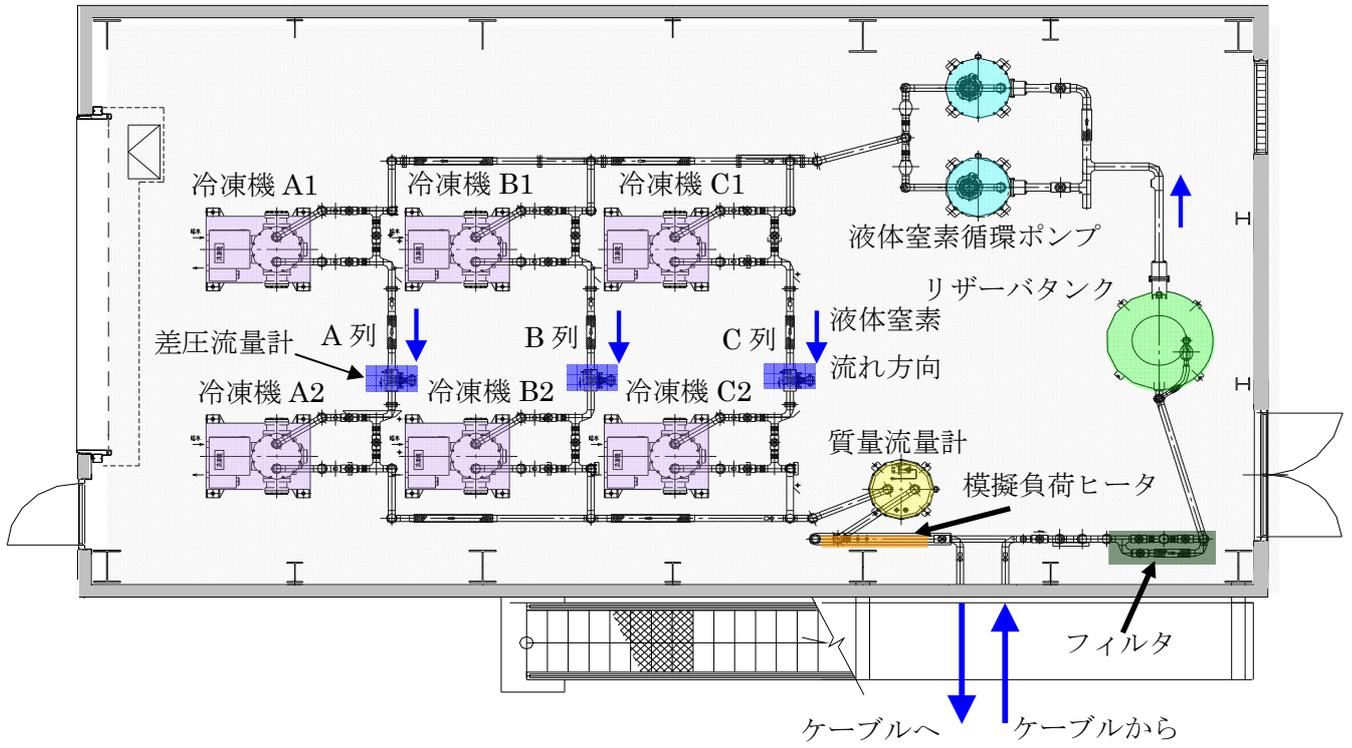 冷凍機 A1
冷凍機 B1
冷凍機 C1
液体窒素循環ポンプ
リザーバタンク
差圧流量計
A 列
B 列
C 列
液体窒素
流れ方向
冷凍機 A2
冷凍機 B2
冷凍機 C2
質量流量計
模擬負荷ヒータ
フィルタ
ケーブルへ
ケーブルから